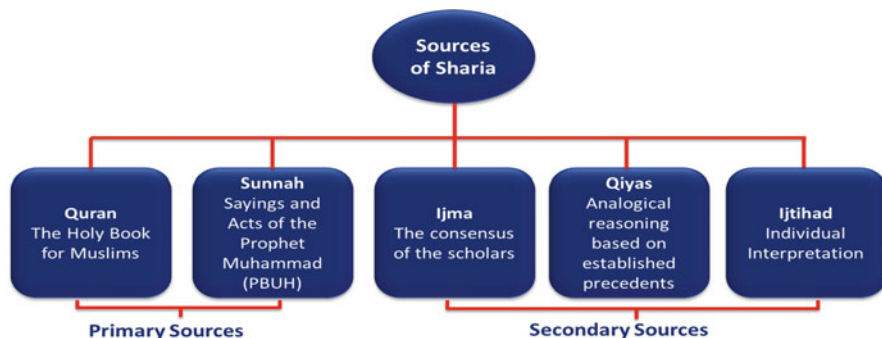 Sources
of Sharia
Quran
The Holy Book
for Muslims
Sunnah
Sayings and
Acts of the
Prophet
Muhammad
(PBUH)
Ijma
The consensus
of the scholars
Qiyas
Analogical
reasoning
based on
established
precedents
Ijtihad
Individual
Interpretation
Primary Sources
Secondary Sources